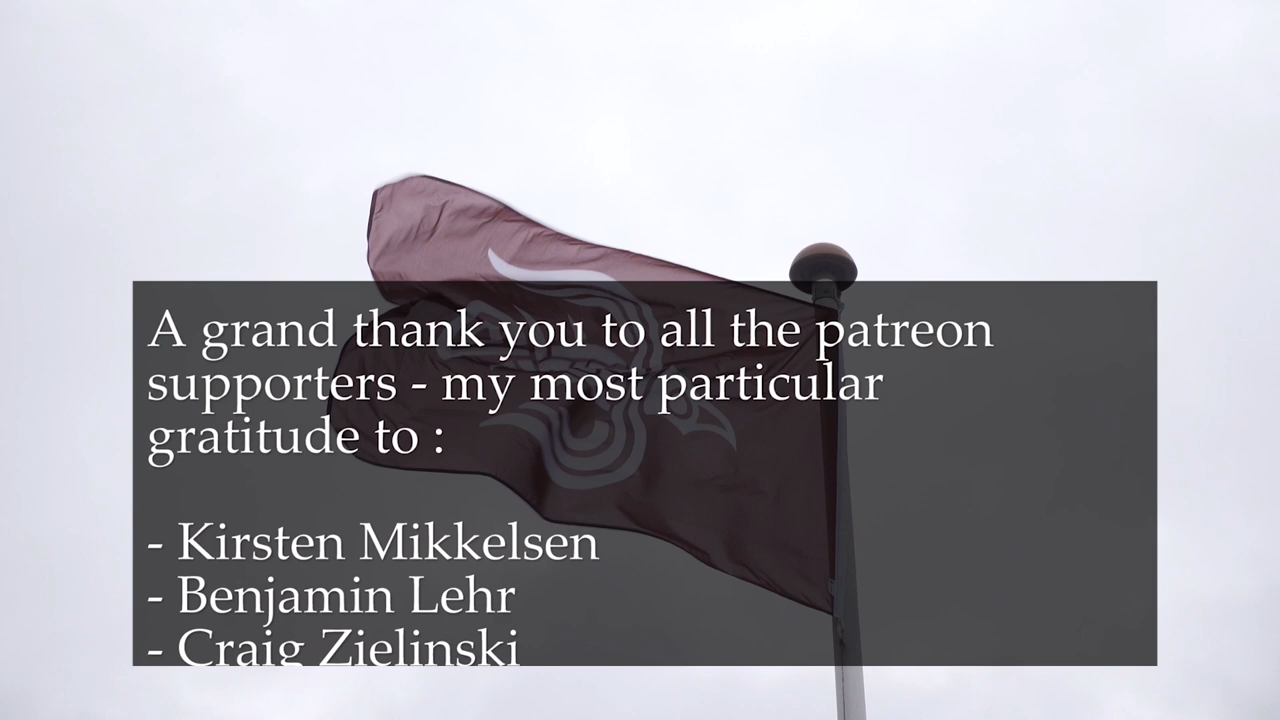 A grand thank you to all the patreon
supporters - my most particular
gratitude to :
- Kirsten Mikkelsen
- Benjamin Lehr
- Craig Zielinski